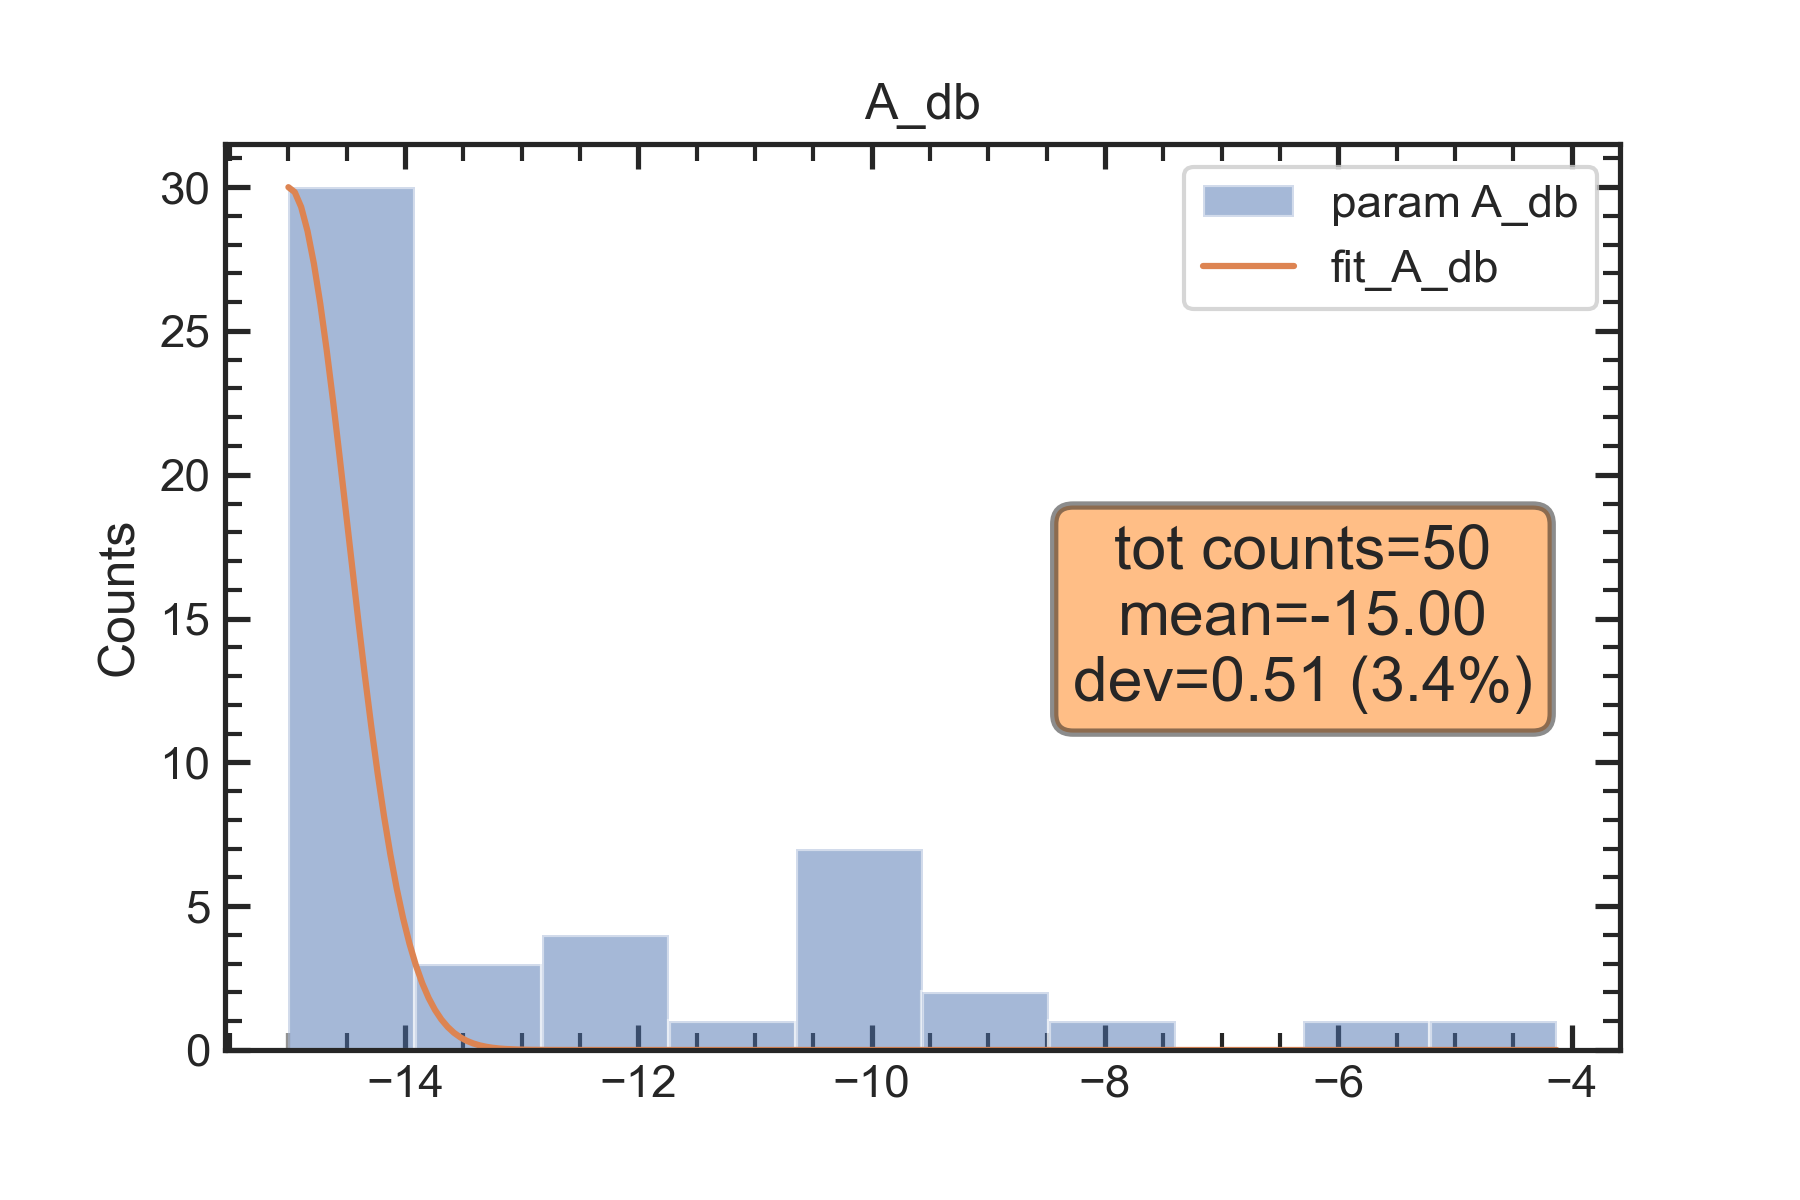 A_db
param A_db
fit_A_db
Counts
30
25
20
15
10
5
0
tot counts=50
mean=-15.00
dev=0.51 (3.4%)
−14
−12
−10
−8
−6
−4